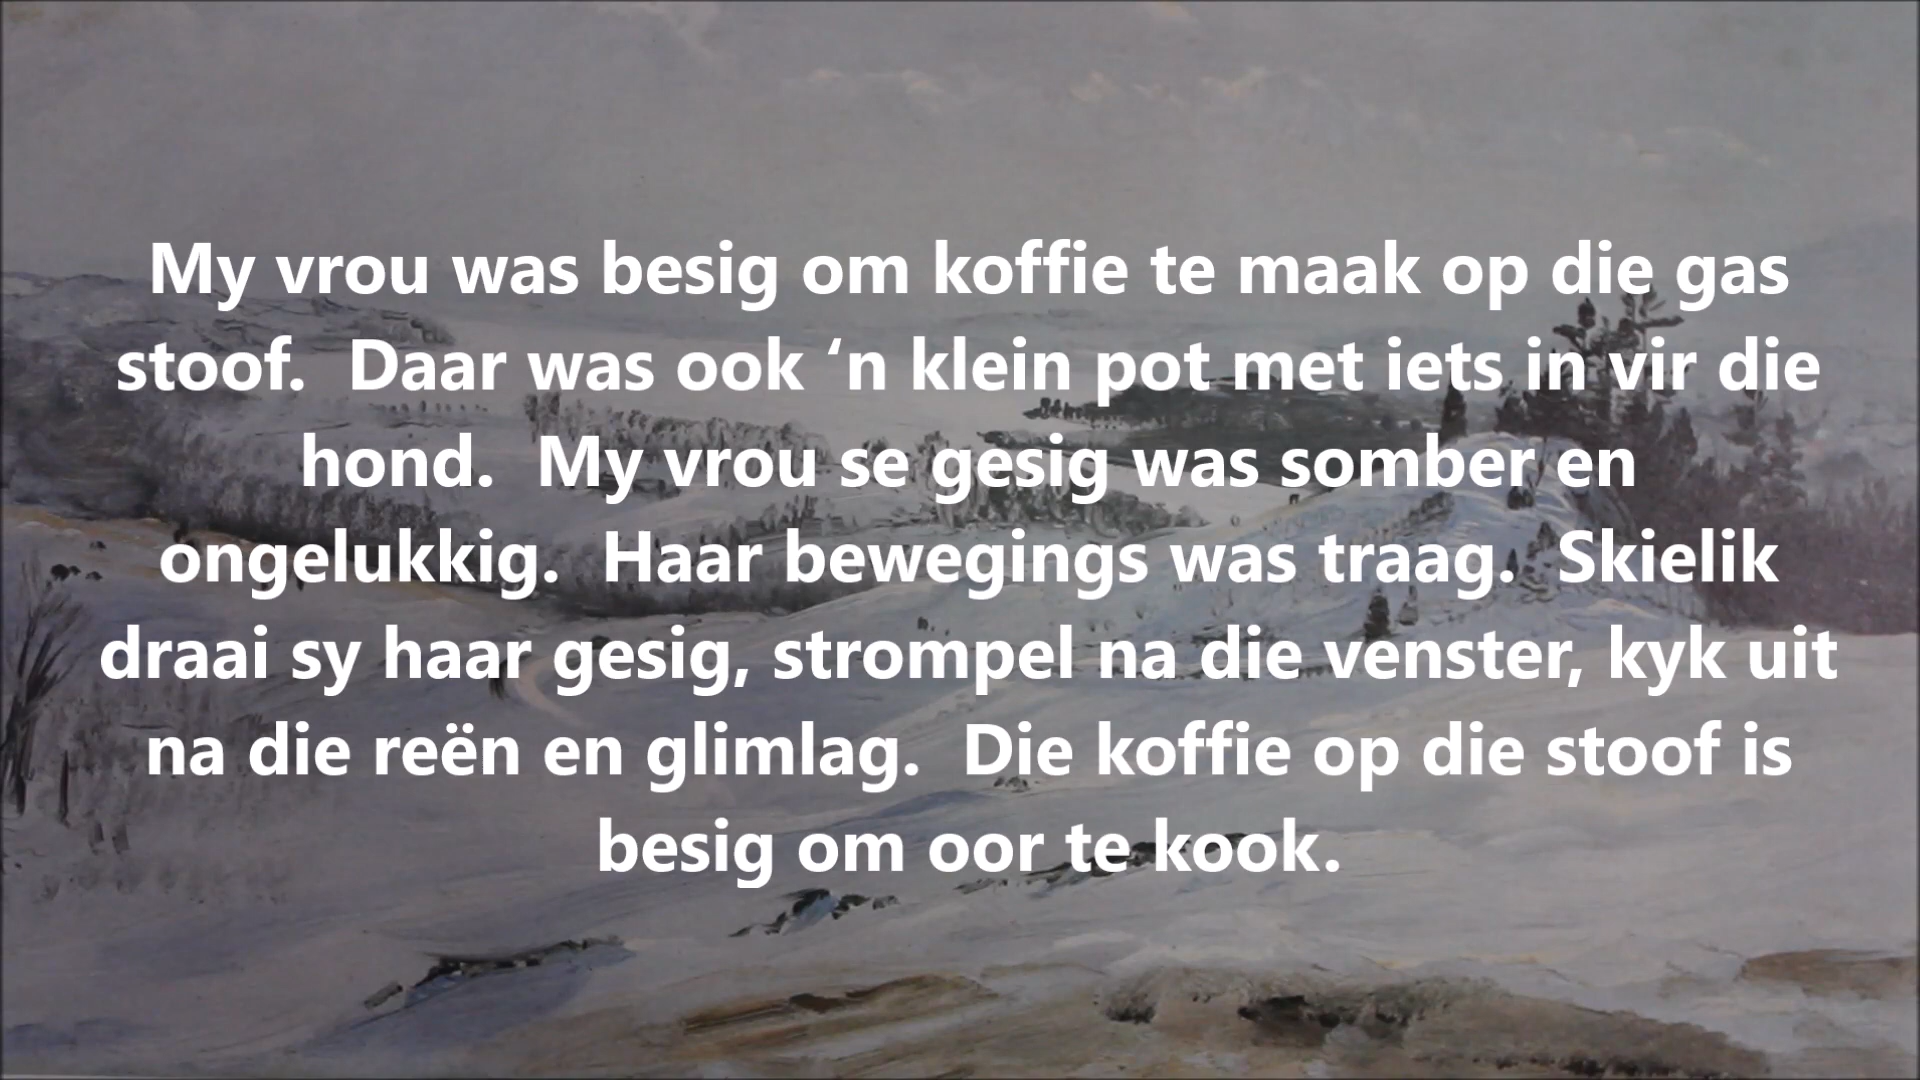 My vrou was besig om koffie te maak op die gas
stoof.  Daar was ook ‘n klein pot met iets in vir die
hond.  My vrou se gesig was somber en
ongelukkig.  Haar bewegings was traag.  Skielik
draai sy haar gesig, strompel na die venster, kyk uit
na die reën en glimlag.  Die koffie op die stoof is
besig om oor te kook.